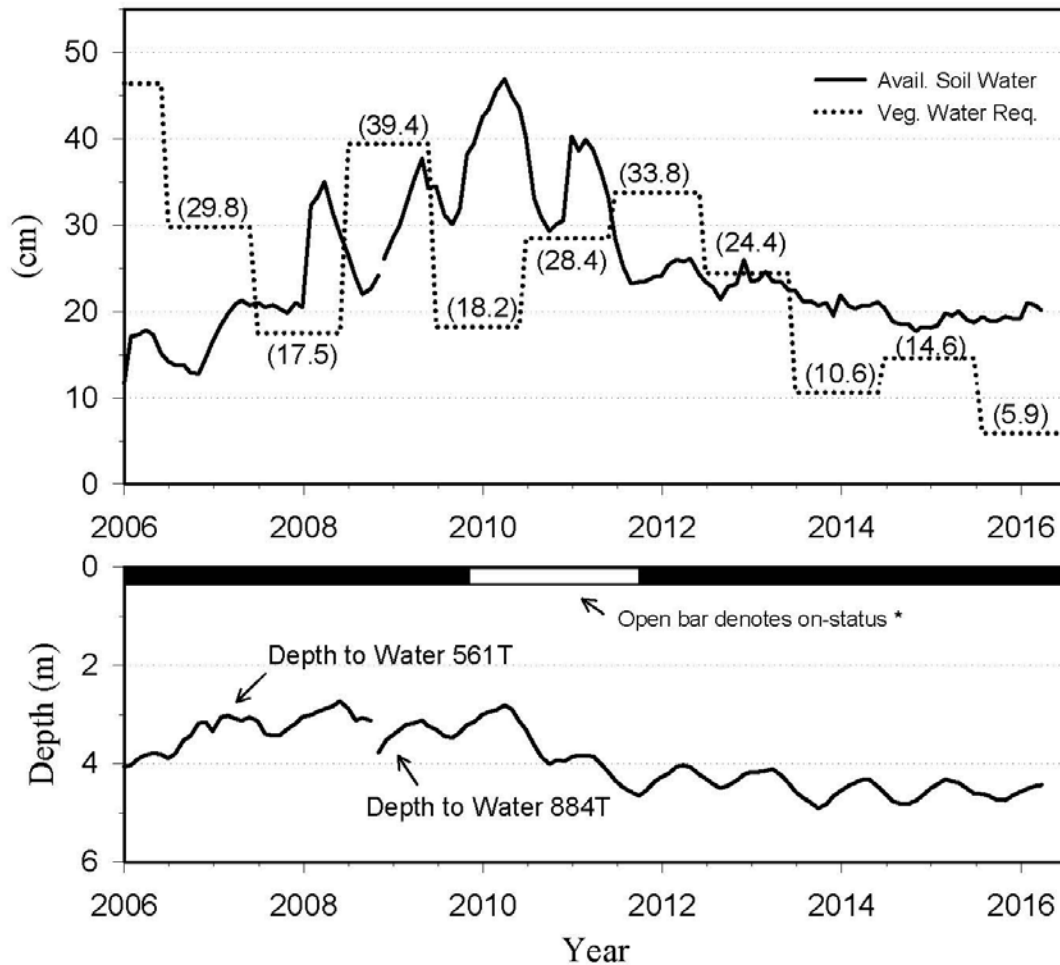 50
40
30
20
10
0
(cm)
Avail. Soil Water
Veg. Water Req.
(29.8)
(17.5)
(39.4)
(18.2)
(28.4)
(33.8)
(24.4)
(10.6)
(14.6)
(5.9)
2006 2008 2010 2012 2014 2016
0
2
4
6
Depth (m)
Open bar denotes on-status *
Depth to Water 561T
Depth to Water 884T
2006 2008 2010 2012 2014 2016
Year